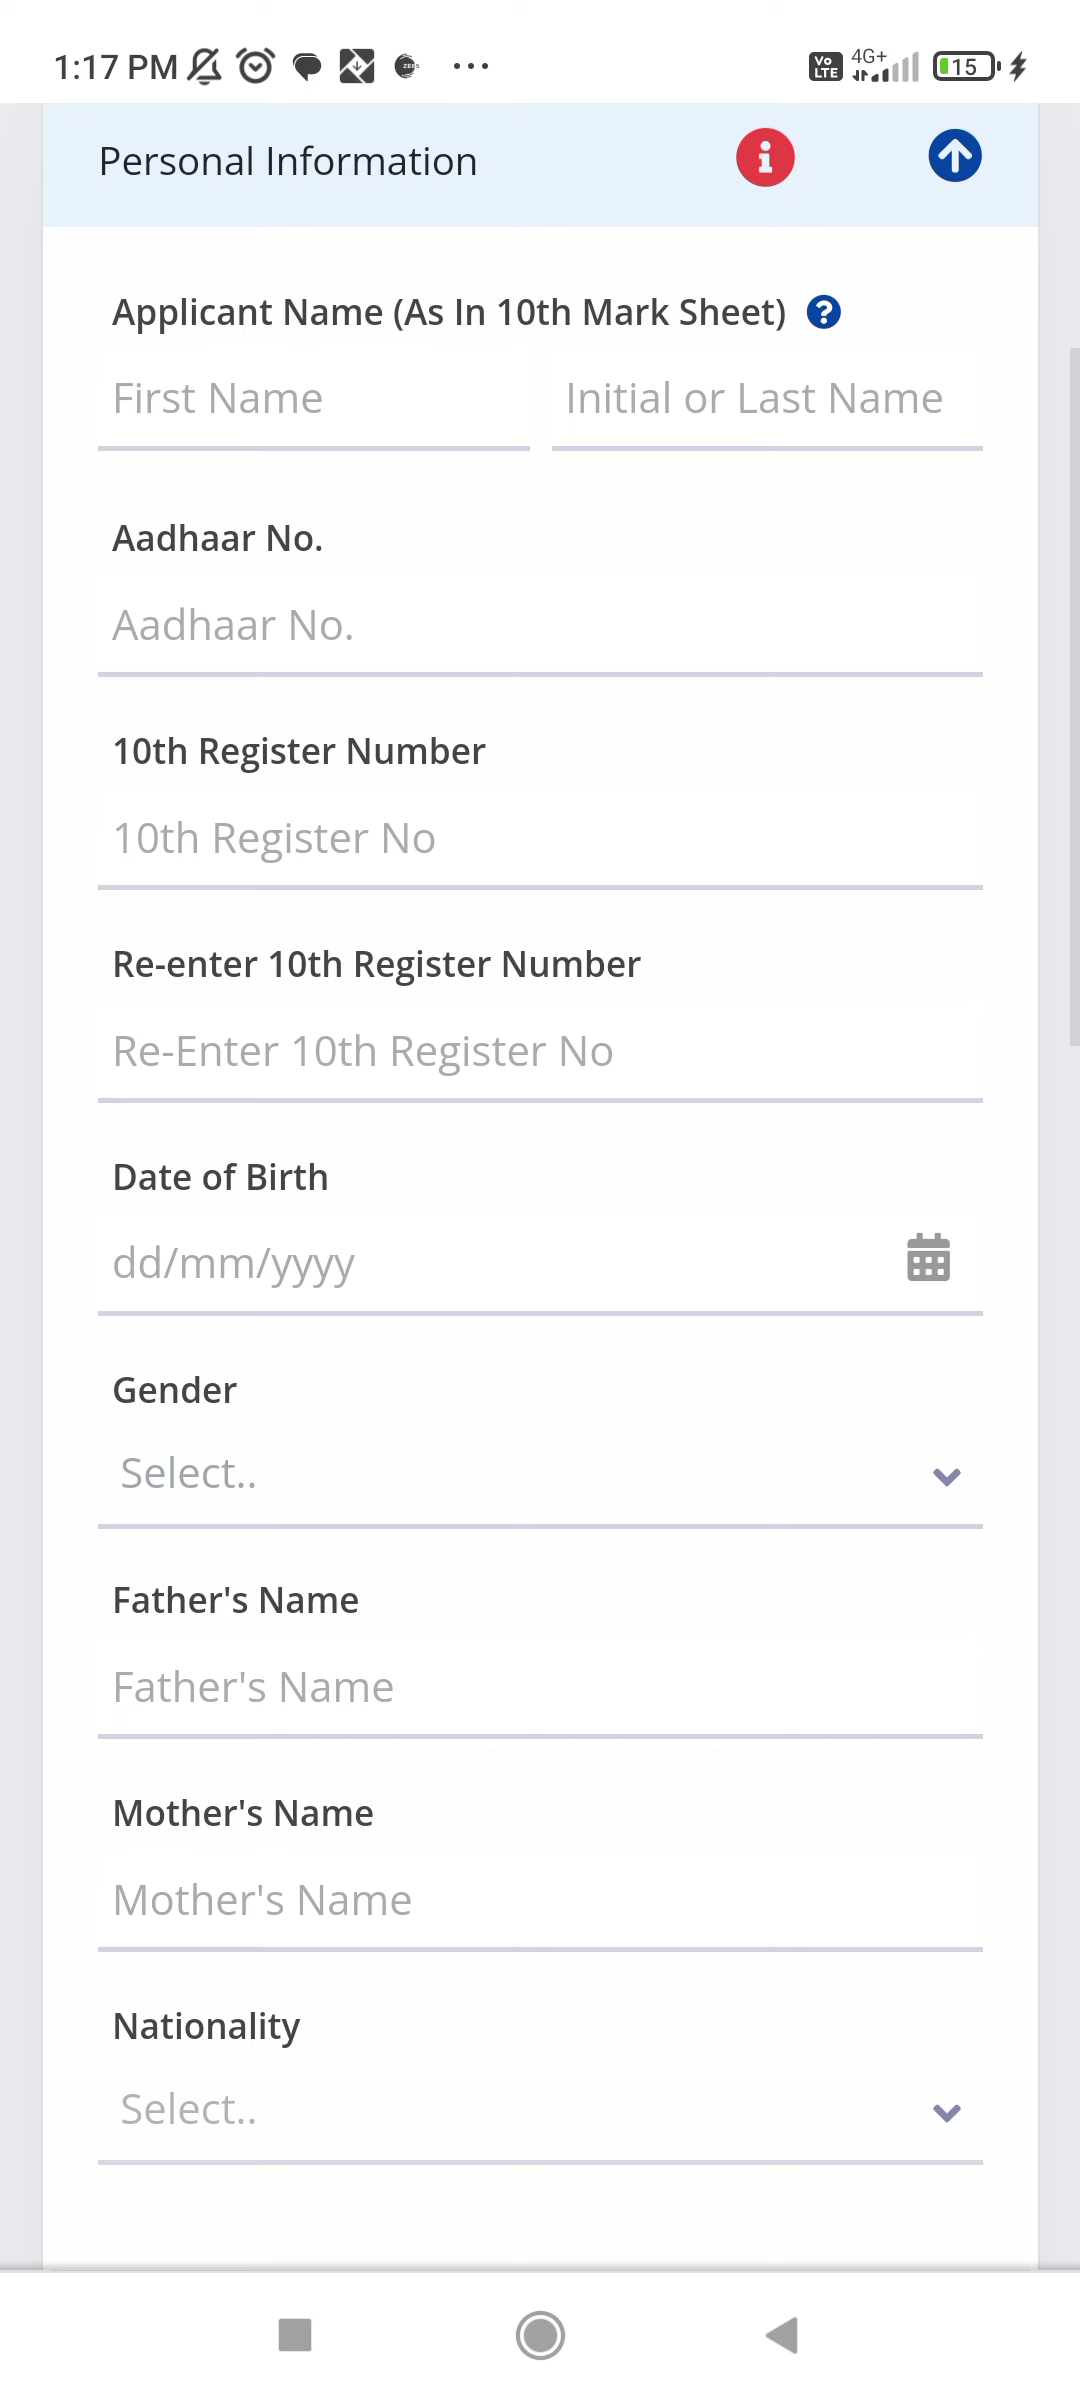 1:17 PM
Vo LTE 4G+ 15
Personal Information
Applicant Name (As In 10th Mark Sheet)
First Name Initial or Last Name
Aadhaar No.
Aadhaar No.
10th Register Number
10th Register No
Re-enter 10th Register Number
Re-Enter 10th Register No
Date of Birth
dd/mm/yyyy
Gender
Select..
Father's Name
Father's Name
Mother's Name
Mother's Name
Nationality
Select..